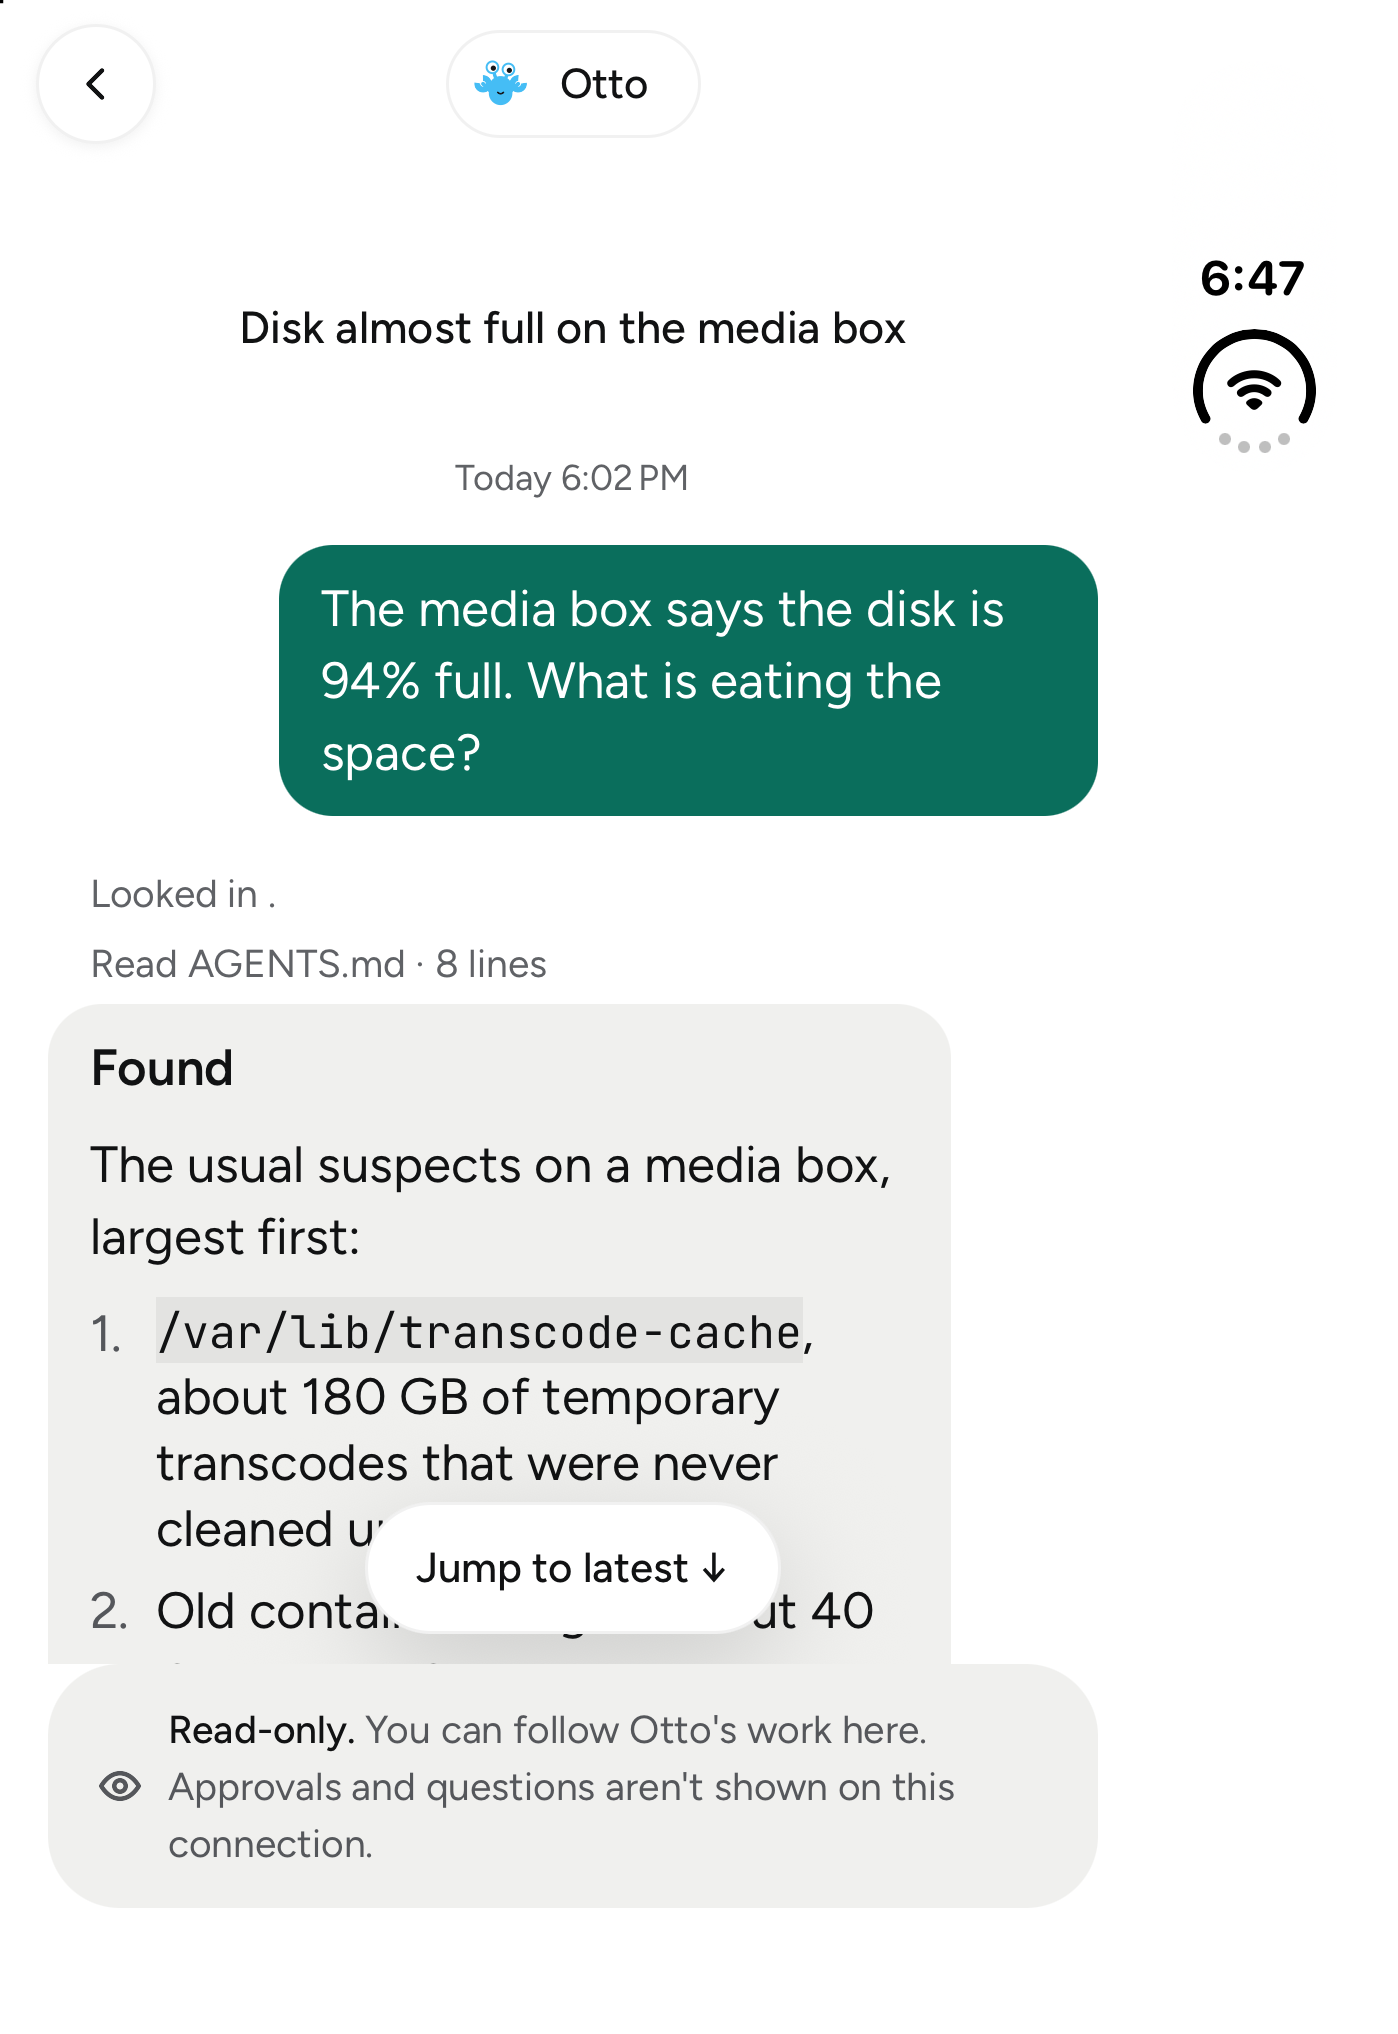 Otto
6:47
Disk almost full on the media box
Today 6:02 PM
The media box says the disk is
94% full. What is eating the
space?
Looked in .
Read AGENTS.md · 8 lines
Found
The usual suspects on a media box,
largest first:
1. /var/lib/transcode-cache,
about 180 GB of temporary
transcodes that were never
cleaned
Jump to latest ↓
2. Old 40
Read-only. You can follow Otto's work here.
Approvals and questions aren't shown on this
connection.